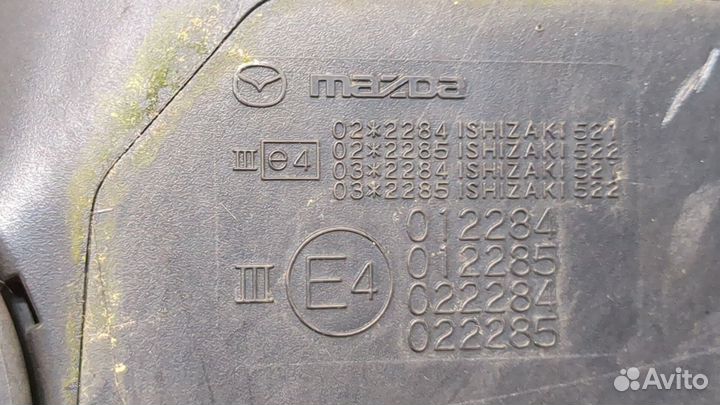 mazda
02*2284 ISHIZAKI 521
02*2285 ISHIZAKI 522
III e4
03*2284 ISHIZAKI 521
03*2285 ISHIZAKI 522
012284
012285
III E4
022284
022285
Avito